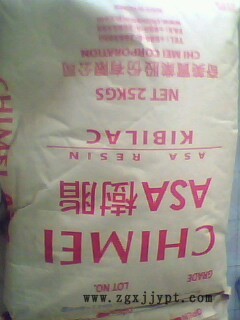 GRADE
LOT NO.
CHIMEI
ASA樹脂
ASA RESIN
KIBILAC
NET 25KGS
奇美實業股份有限公司
CHI MEI CORPORATION
www.zgxjjypt.com
CHIMEI